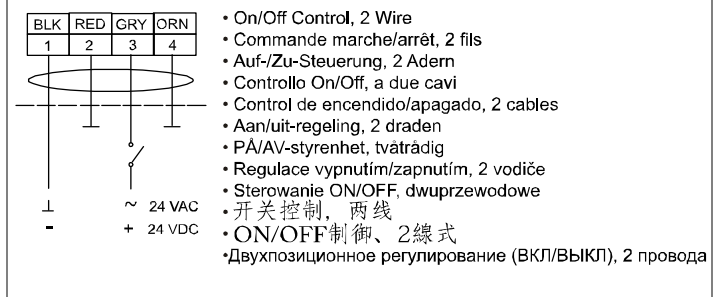 BLK RED GRY ORN
1 2 3 4
⊥ ~ 24 VAC
- + 24 VDC
• On/Off Control, 2 Wire
• Commande marche/arrêt, 2 fils
• Auf-/Zu-Steuerung, 2 Adern
• Controllo On/Off, a due cavi
• Control de encendido/apagado, 2 cables
• Aan/uit-regeling, 2 draden
• PÅ/AV-styrenhet, tvåtrådig
• Regulace vypnutím/zapnutím, 2 vodiče
• Sterowanie ON/OFF, dwuprzewodowe
• 开关控制，两线
• ON/OFF制御、2線式
•Двухпозиционное регулирование (ВКЛ/ВЫКЛ), 2 провода